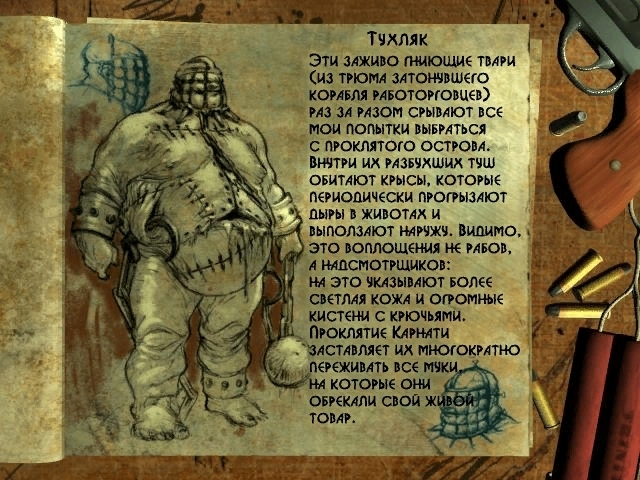 Тухляк
Эти заживо гниющие твари
(из трюма затонувшего
корабля работорговцев)
раз за разом срывают все
мои попытки выбраться
с проклятого острова.
Внутри их разбухших туш
обитают крысы, которые
периодически прогрызают
дыры в животах и
выползают наружу. Видимо,
это воплощения не рабов,
а надсмотрщиков:
на это указывают более
светлая кожа и огромные
кистени с крючьями.
Проклятие Карнати
заставляет их многократно
переживать все муки,
на которые они
обрекали свой живой
товар.